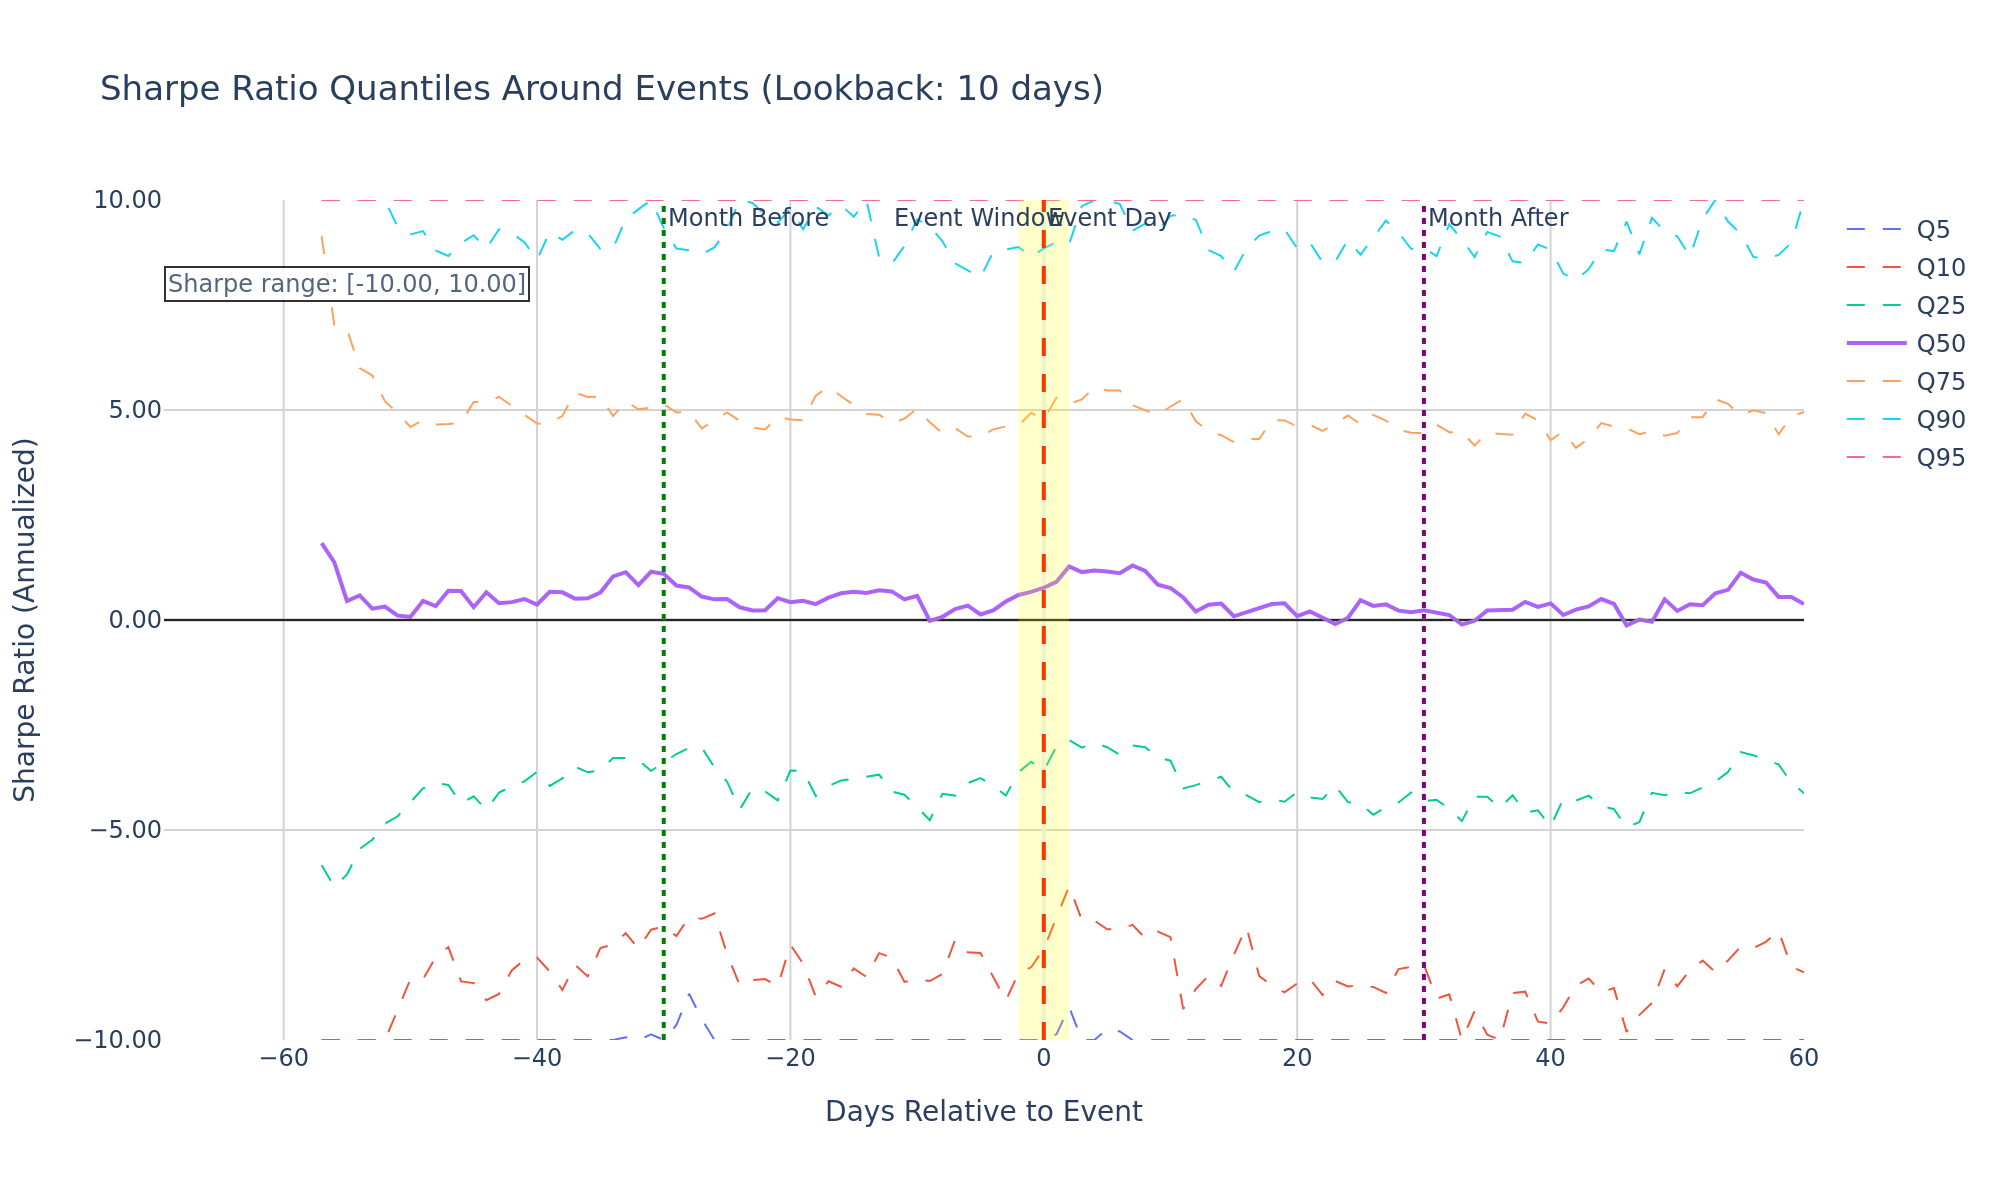 Sharpe Ratio Quantiles Around Events (Lookback: 10 days)
Sharpe Ratio (Annualized)
10.00
5.00
0.00
−5.00
−10.00
Month Before
Event Window
Event Day
Month After
Sharpe range: [-10.00, 10.00]
−60
−40
−20
0
20
40
60
Days Relative to Event
Q5
Q10
Q25
Q50
Q75
Q90
Q95